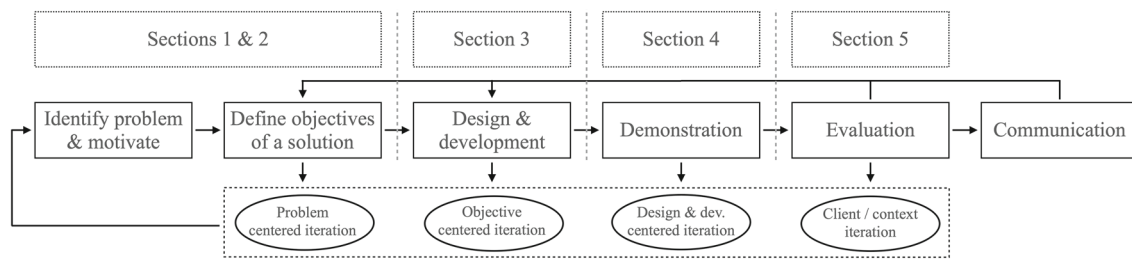 Sections 1 & 2
Section 3
Section 4
Section 5
Identify problem
& motivate
Define objectives
of a solution
Design &
development
Demonstration
Evaluation
Communication
Problem
centered iteration
Objective
centered iteration
Design & dev.
centered iteration
Client / context
iteration